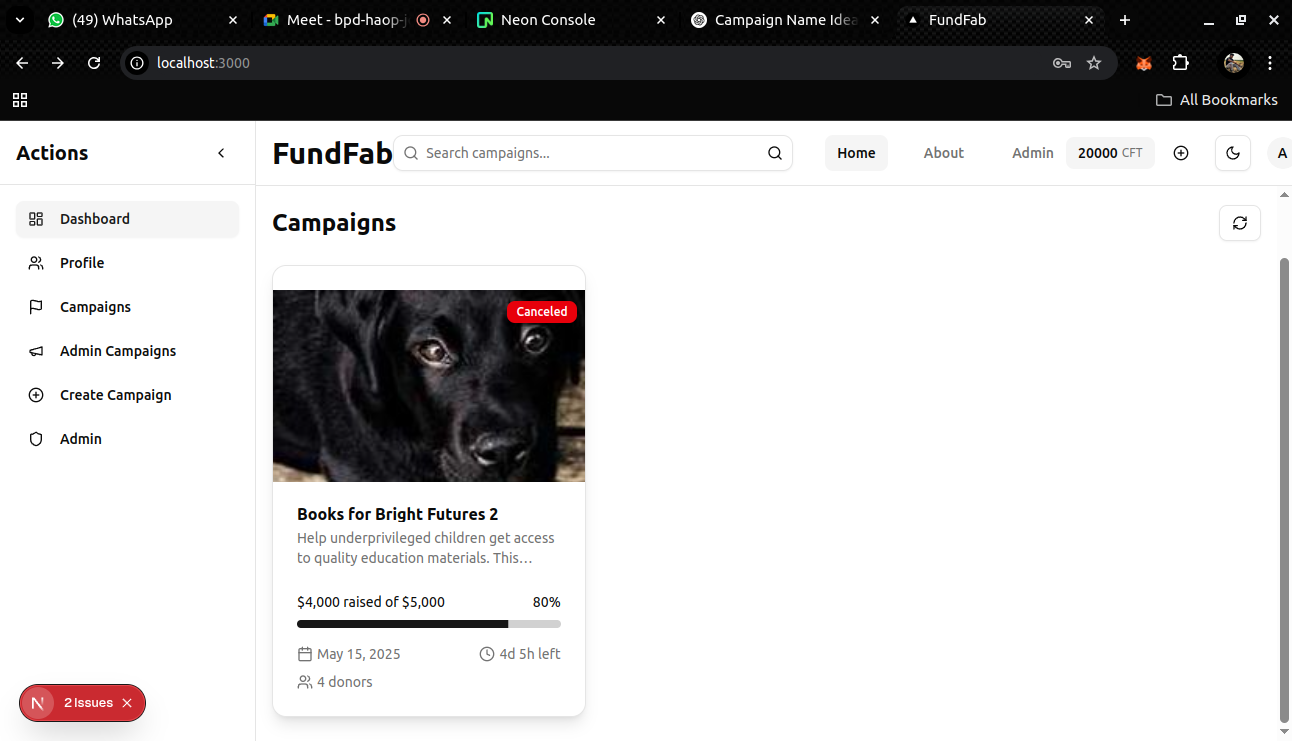 (49) WhatsApp
Meet - bpd-haop-
Neon Console
Campaign Name Idea
FundFab
localhost:3000
All Bookmarks
Actions
FundFab
Search campaigns...
Home
About
Admin
20000 CFT
A
Dashboard
Profile
Campaigns
Admin Campaigns
Create Campaign
Admin
Campaigns
Canceled
Books for Bright Futures 2
Help underprivileged children get access
to quality education materials. This...
$4,000 raised of $5,000
80%
May 15, 2025
4d 5h left
4 donors
N
2 Issues